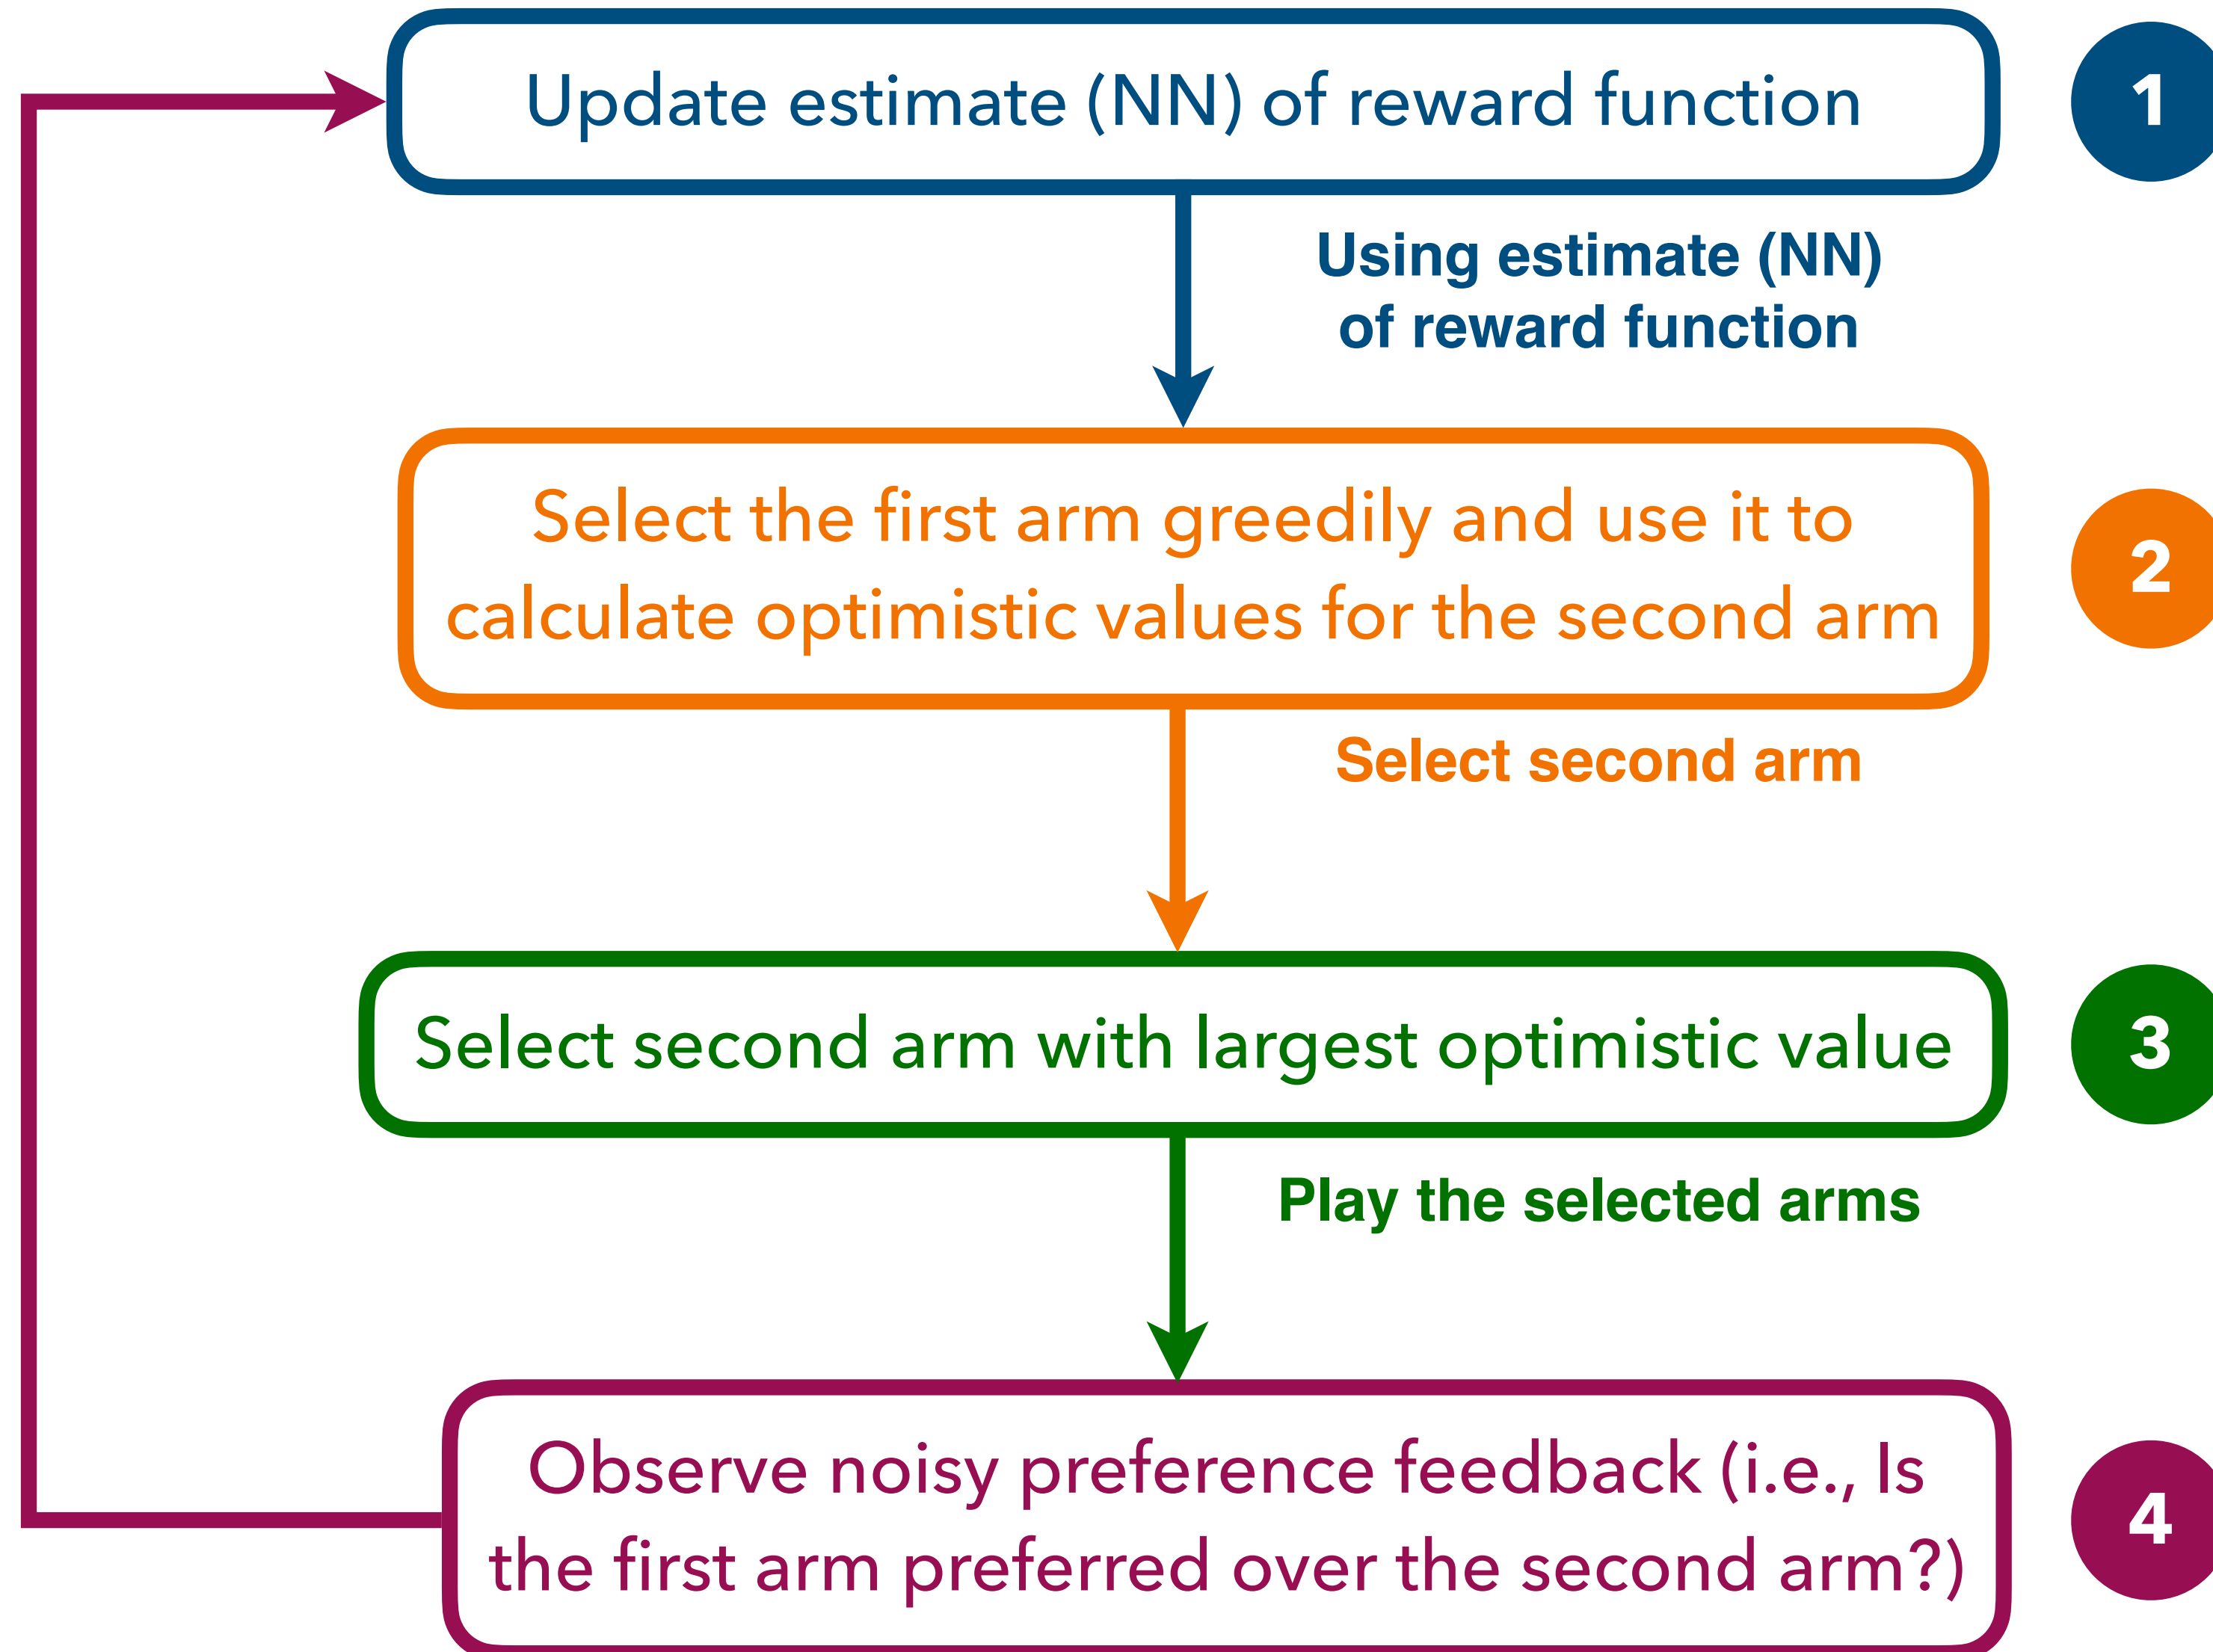 Update estimate (NN) of reward function
1
Using estimate (NN)
of reward function
Select the first arm greedily and use it to
calculate optimistic values for the second arm
2
Select second arm
Select second arm with largest optimistic value
3
Play the selected arms
Observe noisy preference feedback (i.e., Is
the first arm preferred over the second arm?)
4